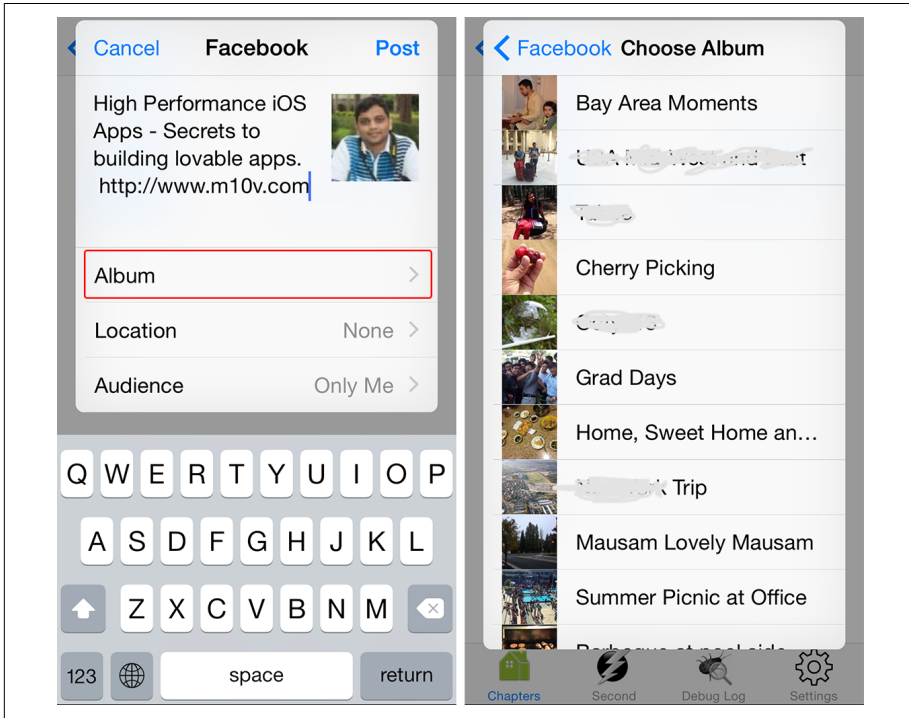 Cancel Facebook Post
High Performance iOS
Apps - Secrets to
building lovable apps.
http://www.m10v.com
Album
Location None
Audience Only Me
Q W E R T Y U I O P
A S D F G H J K L
Z X C V B N M
123 space return
Facebook Choose Album
Bay Area Moments
Cherry Picking
Grad Days
Home, Sweet Home an...
Trip
Mausam Lovely Mausam
Summer Picnic at Office
Chapters Second Debug Log Settings